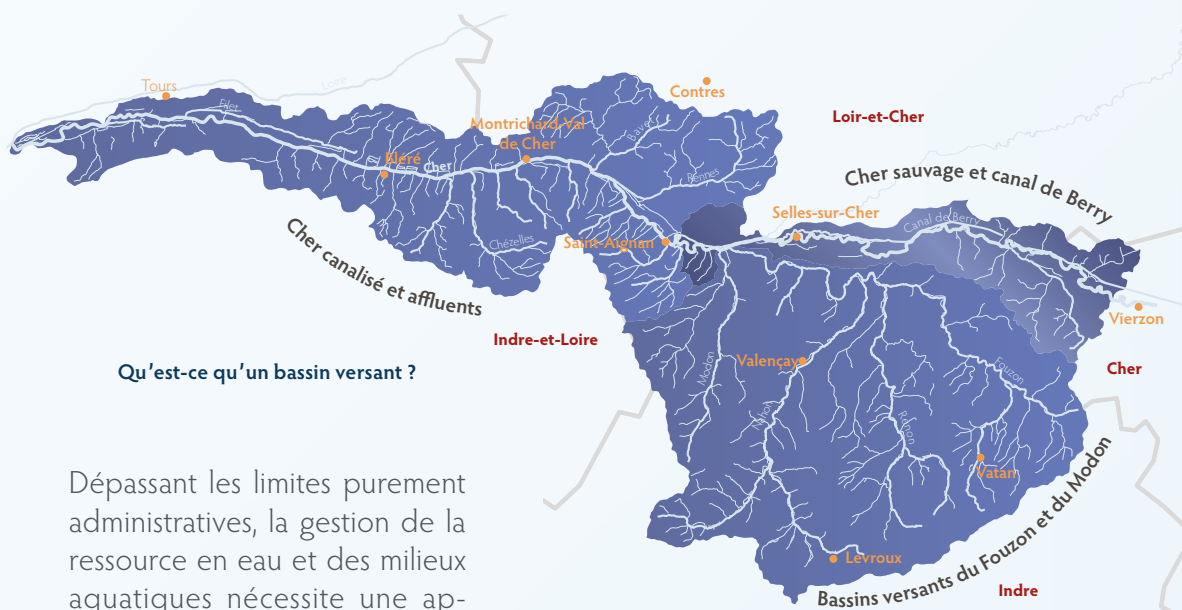 Tours
Loire
Contres
Filet
Montrichard-Val
de Cher
Loir-et-Cher
Bavet
Bléré
Cher
Rennes
Cher sauvage et canal de Berry
Selles-sur-Cher
Canal de Berry
Chézelles
Saint-Aignan
Cher canalisé et affluents
Vierzon
Indre-et-Loire
Modon
Valençay
Fouzon
Cher
Qu'est-ce qu'un bassin versant ?
Nahon
Renon
Vatan
Dépassant les limites purement
administratives, la gestion de la
ressource en eau et des milieux
aquatiques nécessite une ap-
Levroux
Bassins versants du Fouzon et du Modon
Indre